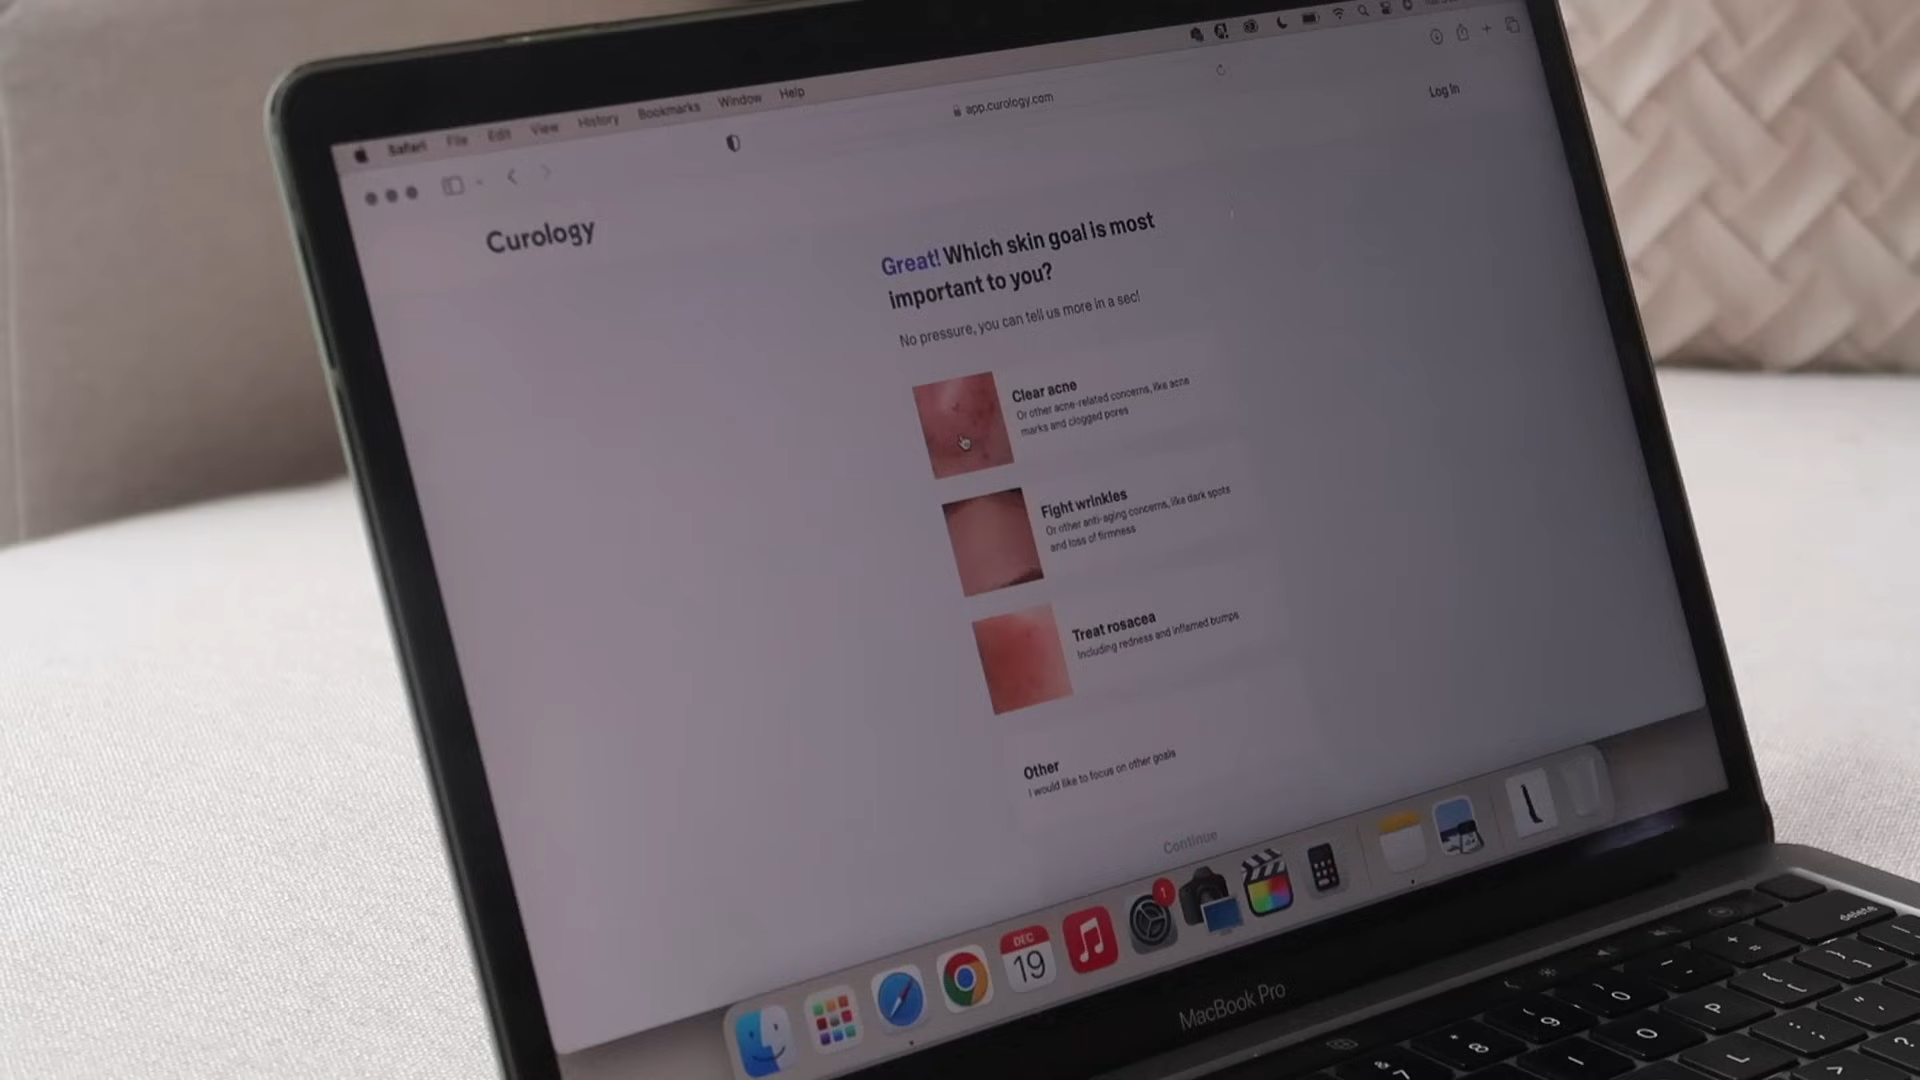 Safari File Edit View History Bookmarks Window Help
app.curology.com
Log In
Curology
Great! Which skin goal is most
important to you?
No pressure, you can tell us more in a sec!
Clear acne
Or other acne-related concerns, like acne
marks and clogged pores
Fight wrinkles
Or other anti-aging concerns, like dark spots
and loss of firmness
Treat rosacea
Including redness and inflamed bumps
Other
I would like to focus on other goals
Continue
1
DEC
19
MacBook Pro
delete
P
O
I
L